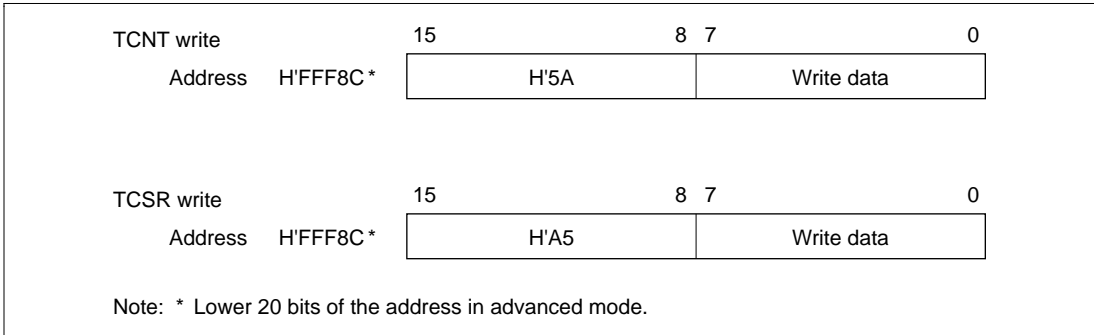 TCNT write 15 8 7 0
Address H'FFF8C * H'5A Write data
TCSR write 15 8 7 0
Address H'FFF8C * H'A5 Write data
Note: * Lower 20 bits of the address in advanced mode.